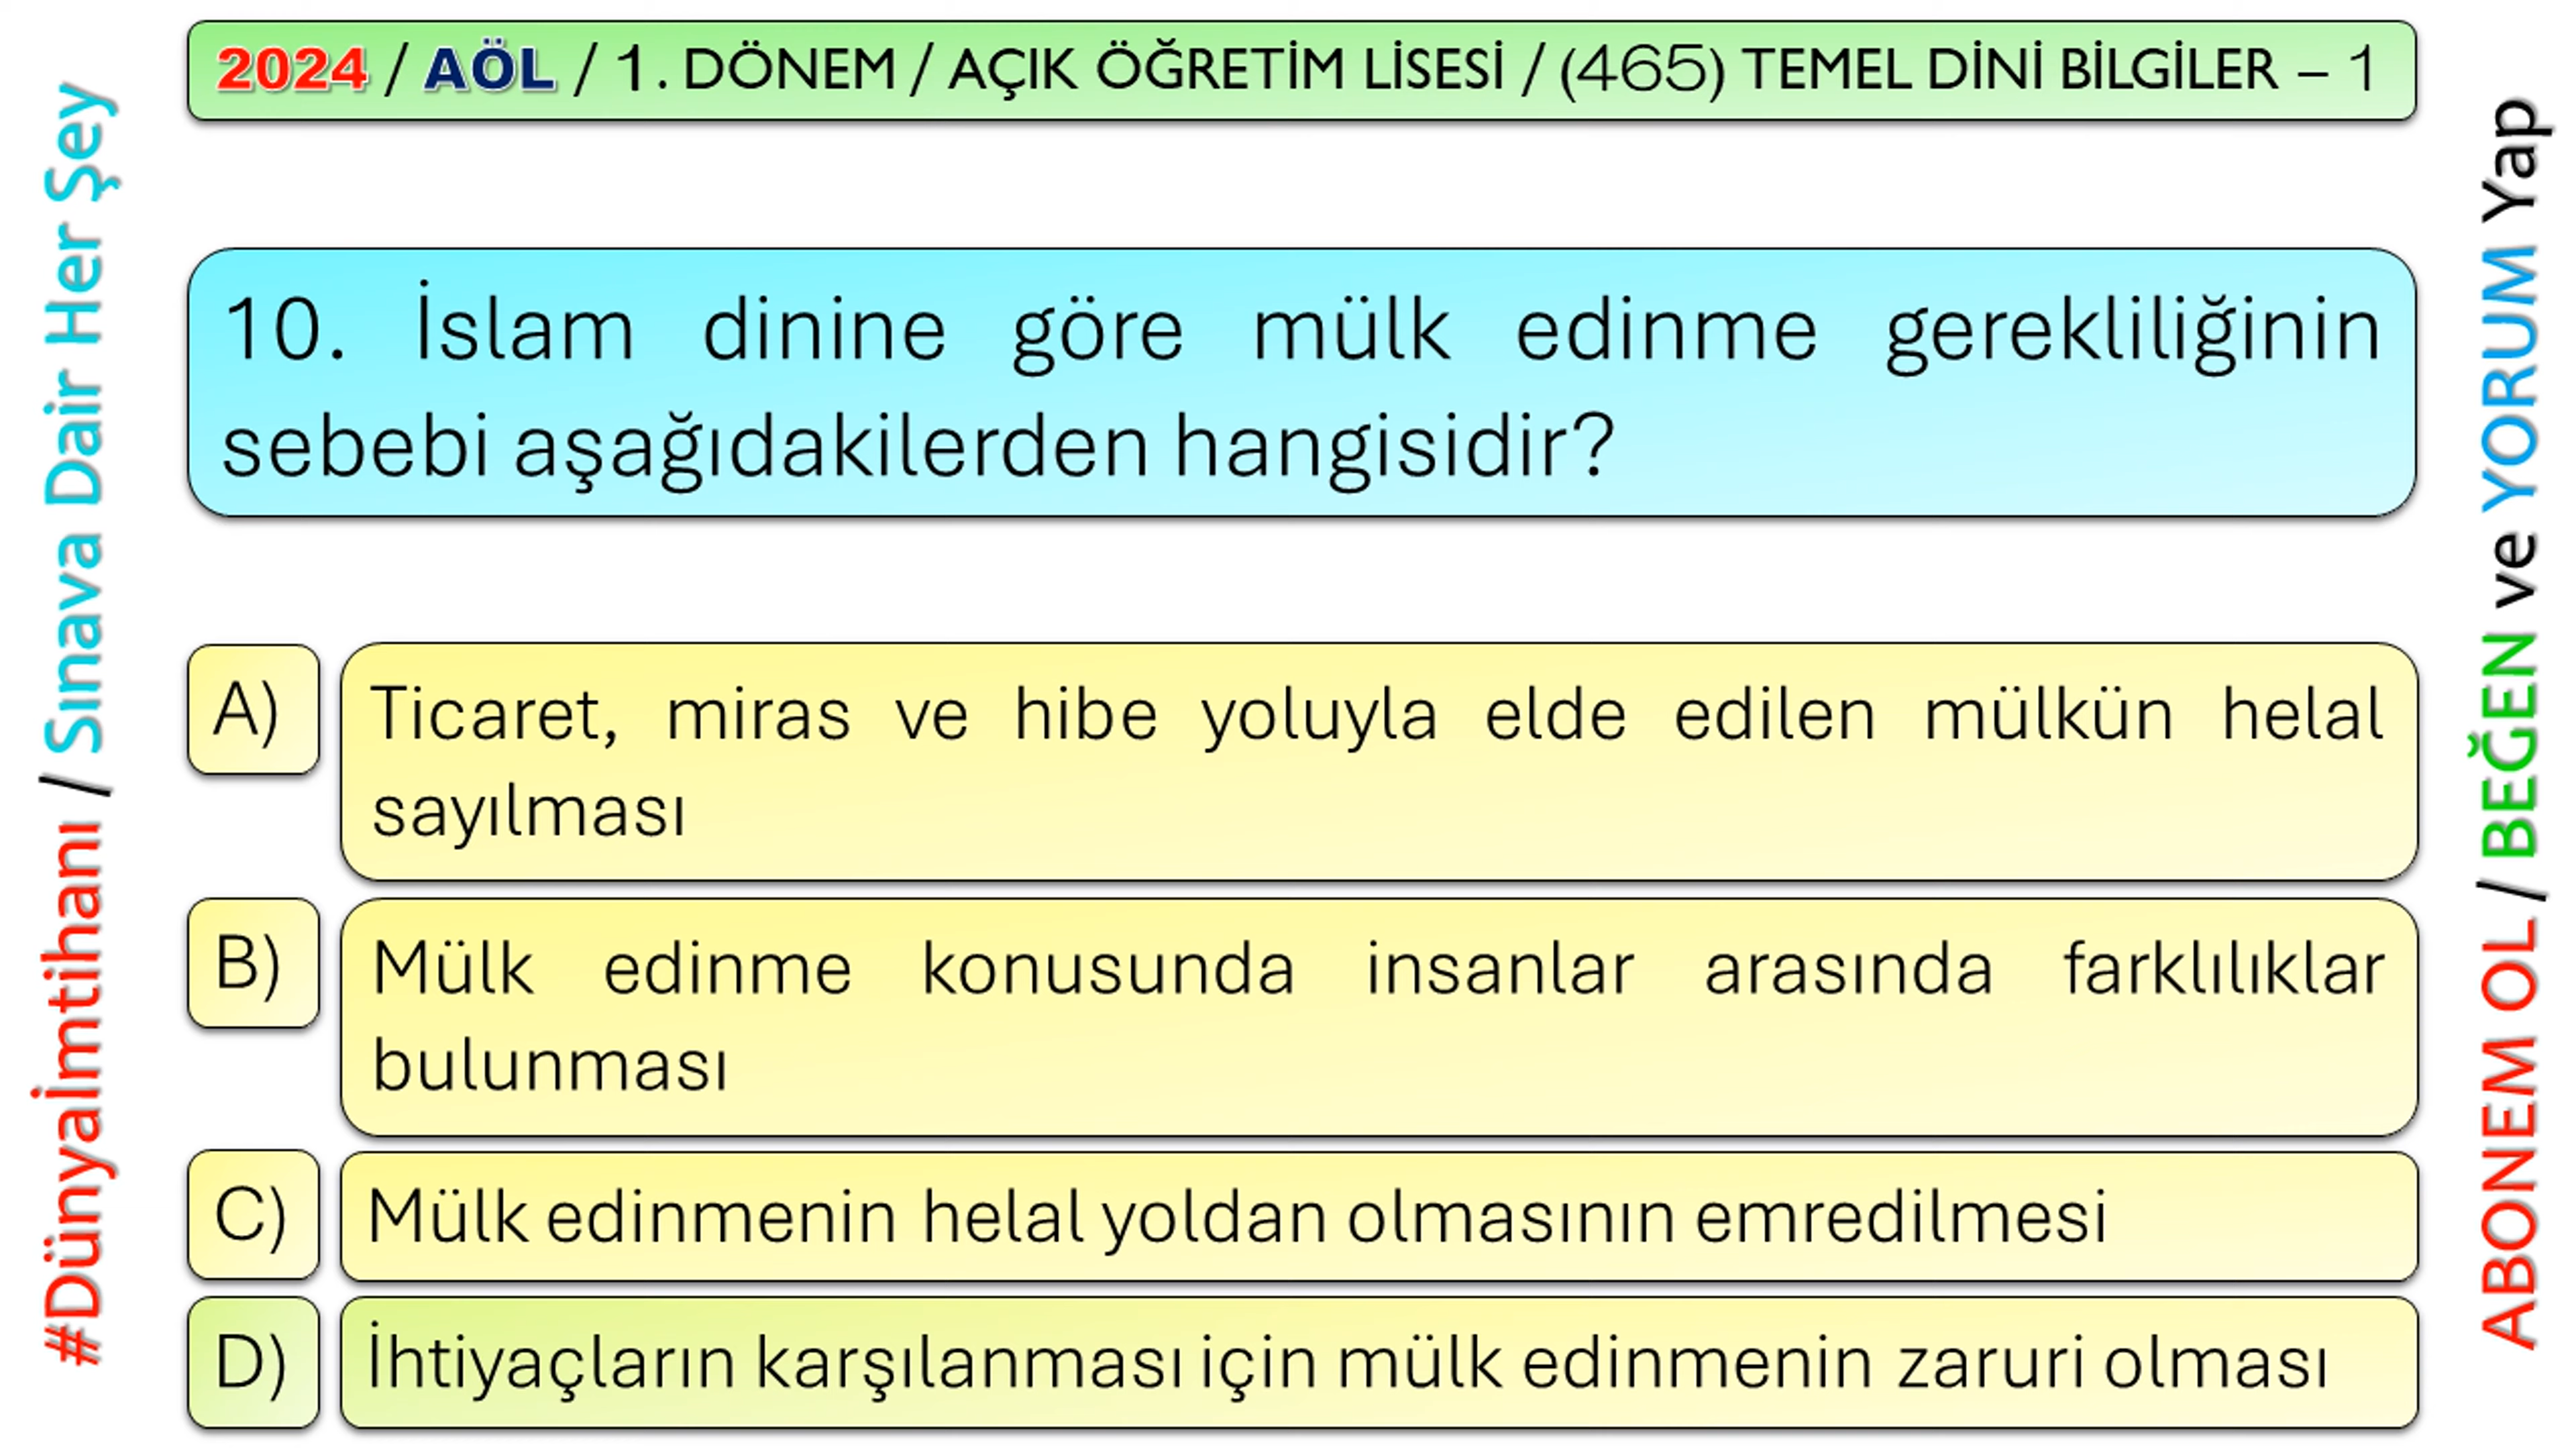 2024 / AÖL / 1. DÖNEM / AÇIK ÖĞRETİM LİSESİ / (465) TEMEL DİNİ BİLGİLER – 1
#Dünyaİmtihanı / Sınava Dair Her Şey
10. İslam dinine göre mülk edinme gerekliliğinin
sebebi aşağıdakilerden hangisidir?
A) Ticaret, miras ve hibe yoluyla elde edilen mülkün helal
sayılması
B) Mülk edinme konusunda insanlar arasında farklılıklar
bulunması
C) Mülk edinmenin helal yoldan olmasının emredilmesi
D) İhtiyaçların karşılanması için mülk edinmenin zaruri olması
ABONEM OL / BEĞEN ve YORUM Yap